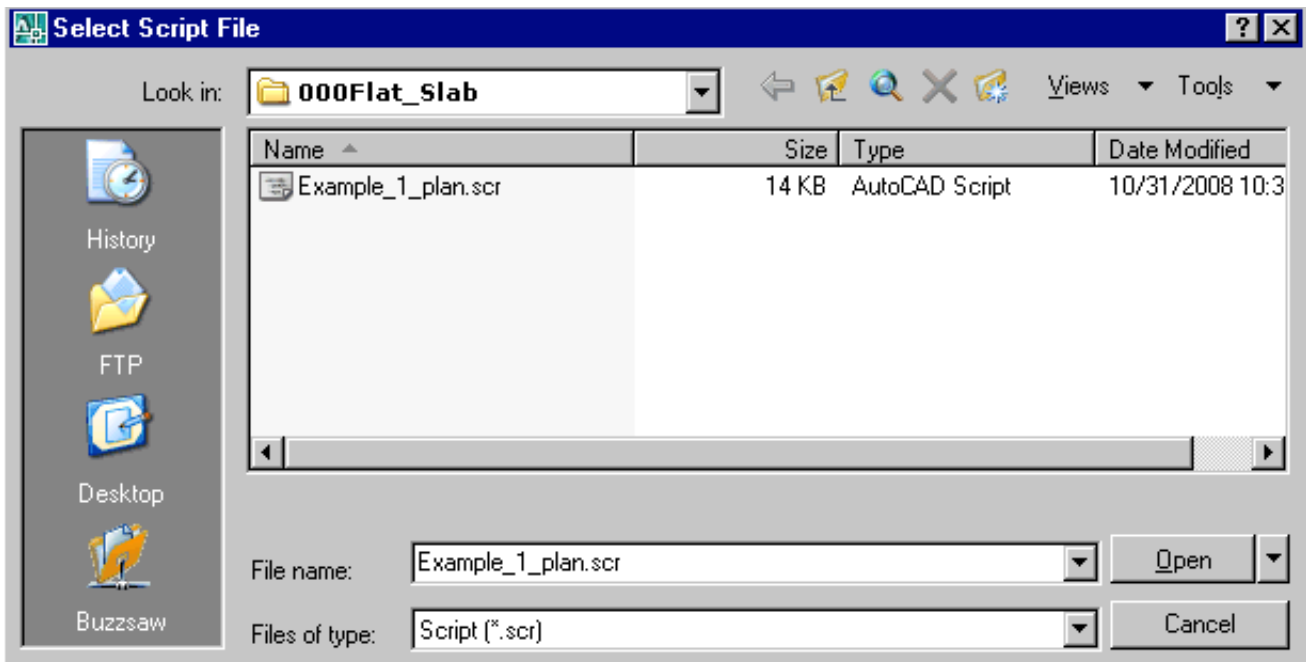 Select Script File
Look in: 000Flat_Slab Views Tools
Name Size Type Date Modified
Example_1_plan.scr 14 KB AutoCAD Script 10/31/2008 10:3
History
FTP
Desktop
Buzzsaw
File name: Example_1_plan.scr Open
Files of type: Script (*.scr) Cancel